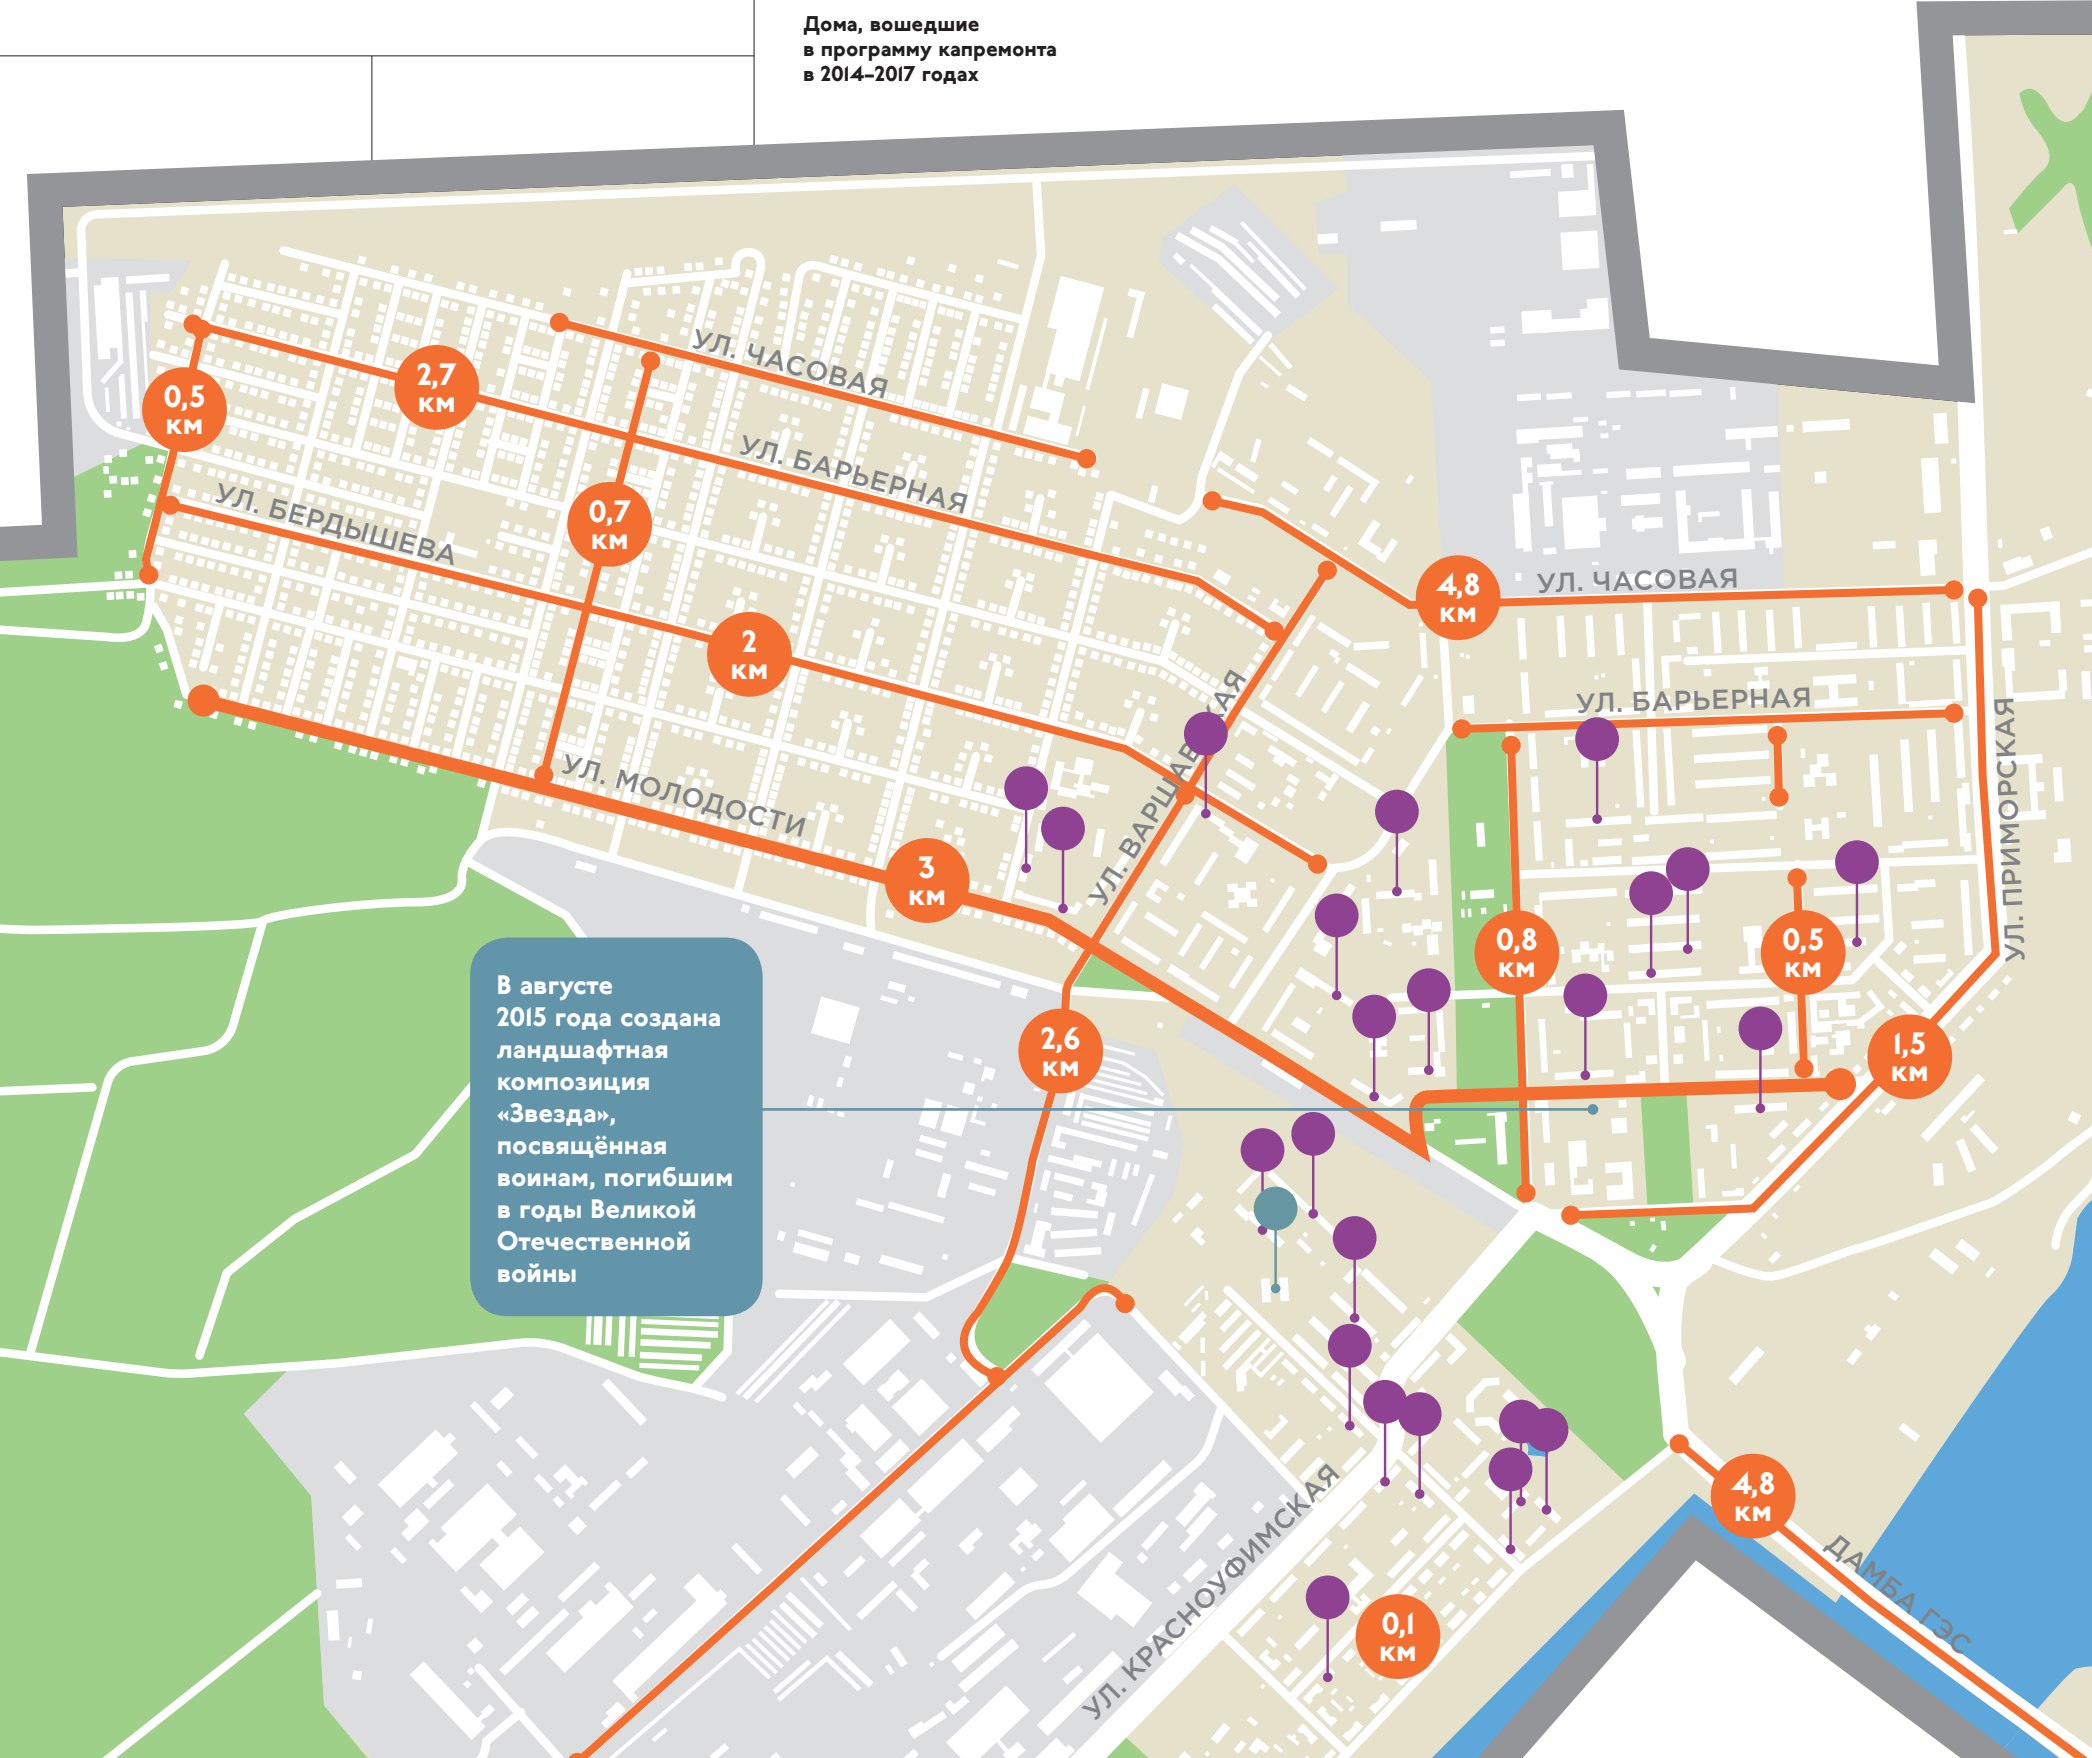 Дома, вошедшие
в программу капремонта
в 2014–2017 годах
УЛ. ЧАСОВАЯ
2,7
км
0,5
км
УЛ. БАРЬЕРНАЯ
УЛ. БЕРДЫШЕВА
0,7
км
4,8
км
УЛ. ЧАСОВАЯ
2
км
УЛ. БАРЬЕРНАЯ
УЛ. ВАРШАВСКАЯ
УЛ. ПРИМОРСКАЯ
УЛ. МОЛОДОСТИ
3
км
0,8
км
0,5
км
2,6
км
1,5
км
В августе
2015 года создана
ландшафтная
композиция
«Звезда»,
посвящённая
воинам, погибшим
в годы Великой
Отечественной
войны
4,8
км
ДАМБА ГЭС
УЛ. КРАСНОУФИМСКАЯ
0,1
км